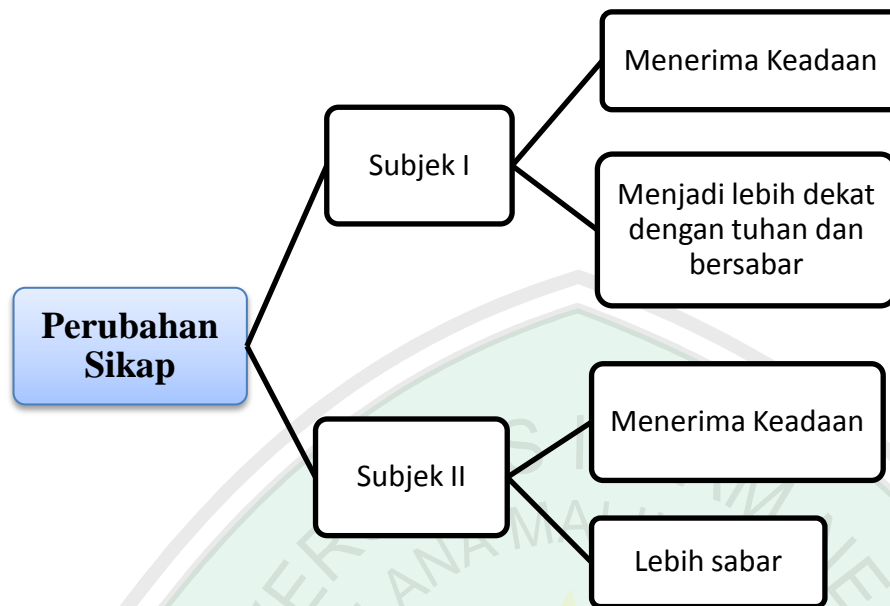 Menerima Keadaan
Subjek I
Menjadi lebih dekat
dengan tuhan dan
bersabar
Perubahan
Sikap
Menerima Keadaan
Subjek II
Lebih sabar